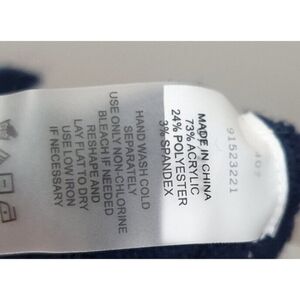 91523221
MADE IN CHINA
73% ACRYLIC
24% POLYESTER
3% SPANDEX
HAND WASH COLD
SEPARATELY
USE ONLY NON-CHLORINE
BLEACH IF NEEDED
RESHAPE AND
LAY FLAT TO DRY
USE LOW IRON
IF NECESSARY